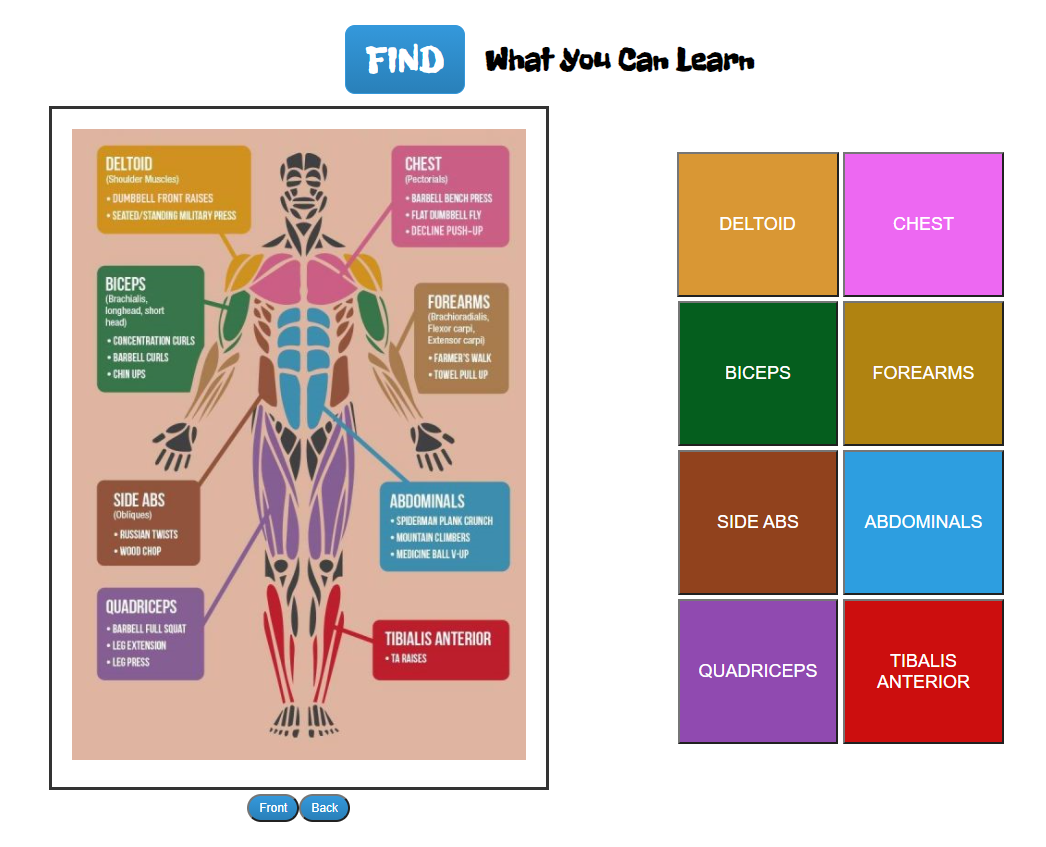 FIND What You Can Learn
DELTOID
(Shoulder Muscles)
• DUMBBELL FRONT RAISES
• SEATED/STANDING MILITARY PRESS
CHEST
(Pectorials)
• BARBELL BENCH PRESS
• FLAT DUMBBELL FLY
• DECLINE PUSH-UP
BICEPS
(Brachialis,
longhead, short
head)
• CONCENTRATION CURLS
• BARBELL CURLS
• CHIN UPS
FOREARMS
(Brachioradialis,
Flexor carpi,
Extensor carpi)
• FARMER'S WALK
• TOWEL PULL UP
SIDE ABS
(Obliques)
• RUSSIAN TWISTS
• WOOD CHOP
ABDOMINALS
• SPIDERMAN PLANK CRUNCH
• MOUNTAIN CLIMBERS
• MEDICINE BALL V-UP
QUADRICEPS
• BARBELL FULL SQUAT
• LEG EXTENSION
• LEG PRESS
TIBIALIS ANTERIOR
• TA RAISES
Front Back
DELTOID
CHEST
BICEPS
FOREARMS
SIDE ABS
ABDOMINALS
QUADRICEPS
TIBALIS
ANTERIOR